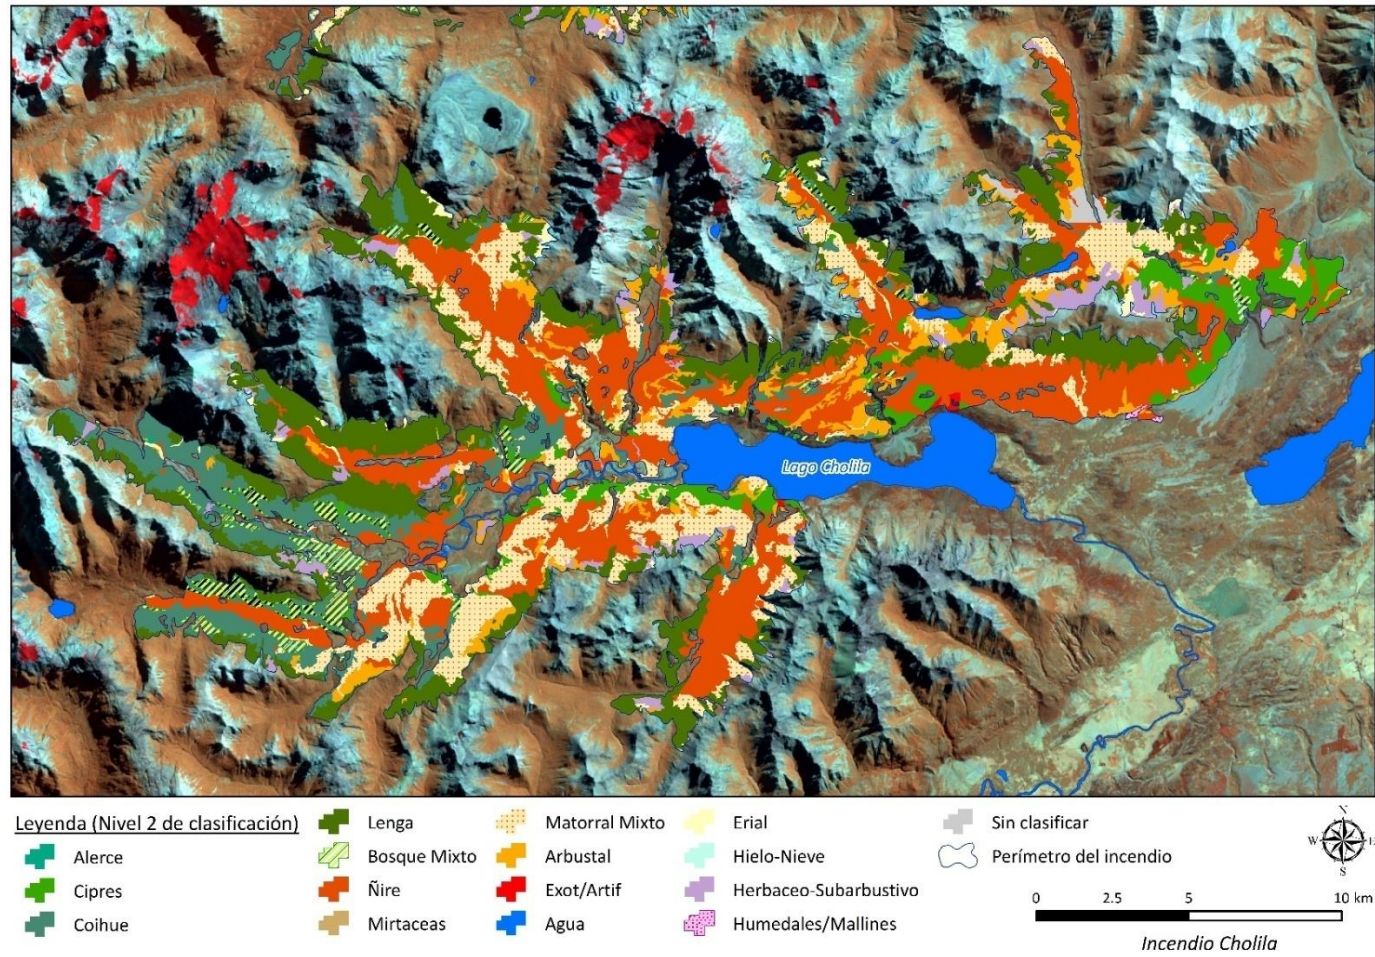 Lago Cholila
Leyenda (Nivel 2 de clasificación)
Alerce
Cipres
Coihue
Lenga
Bosque Mixto
Ñire
Mirtaceas
Matorral Mixto
Arbustal
Exot/Artif
Agua
Erial
Hielo-Nieve
Herbaceo-Subarbustivo
Humedales/Mallines
Sin clasificar
Perímetro del incendio
N
W E
S
0 2.5 5 10 km
Incendio Cholila